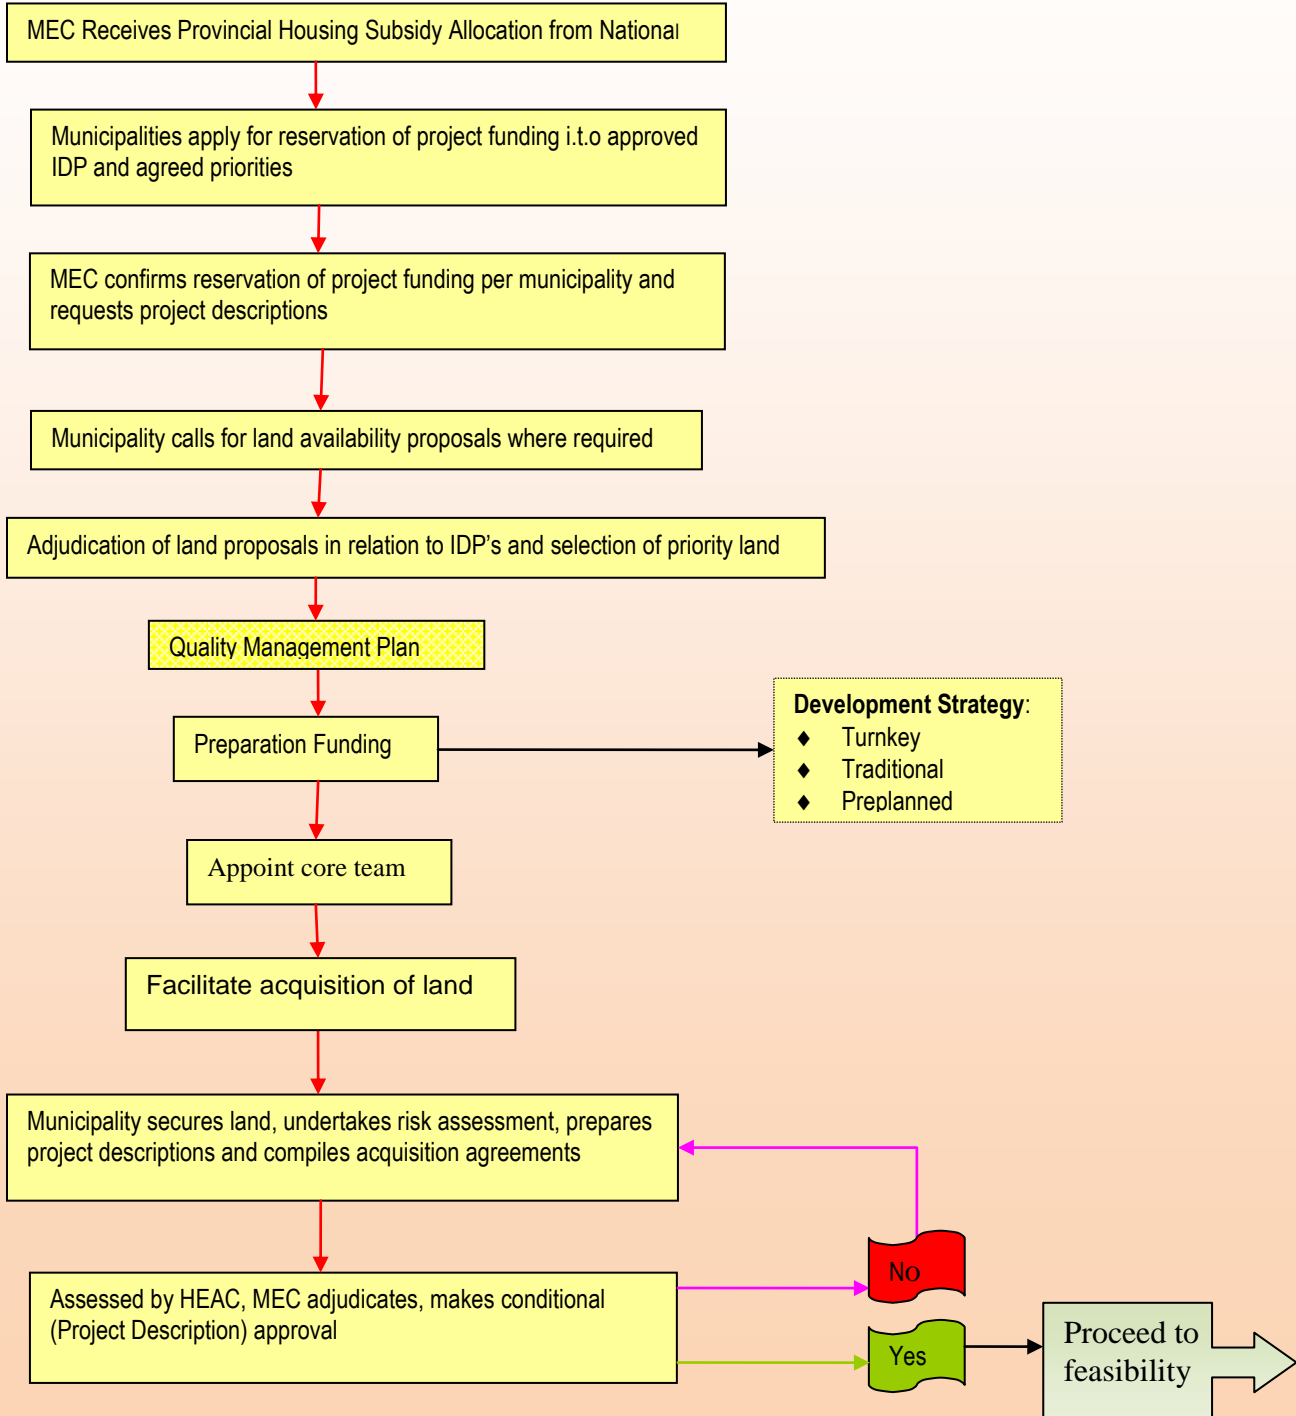 MEC Receives Provincial Housing Subsidy Allocation from National
Municipalities apply for reservation of project funding i.t.o approved
IDP and agreed priorities
MEC confirms reservation of project funding per municipality and
requests project descriptions
Municipality calls for land availability proposals where required
Adjudication of land proposals in relation to IDP's and selection of priority land
Quality Management Plan
Preparation Funding
Development Strategy:
♦ Turnkey
♦ Traditional
♦ Preplanned
Appoint core team
Facilitate acquisition of land
Municipality secures land, undertakes risk assessment, prepares
project descriptions and compiles acquisition agreements
No
Assessed by HEAC, MEC adjudicates, makes conditional
(Project Description) approval
Yes
Proceed to
feasibility